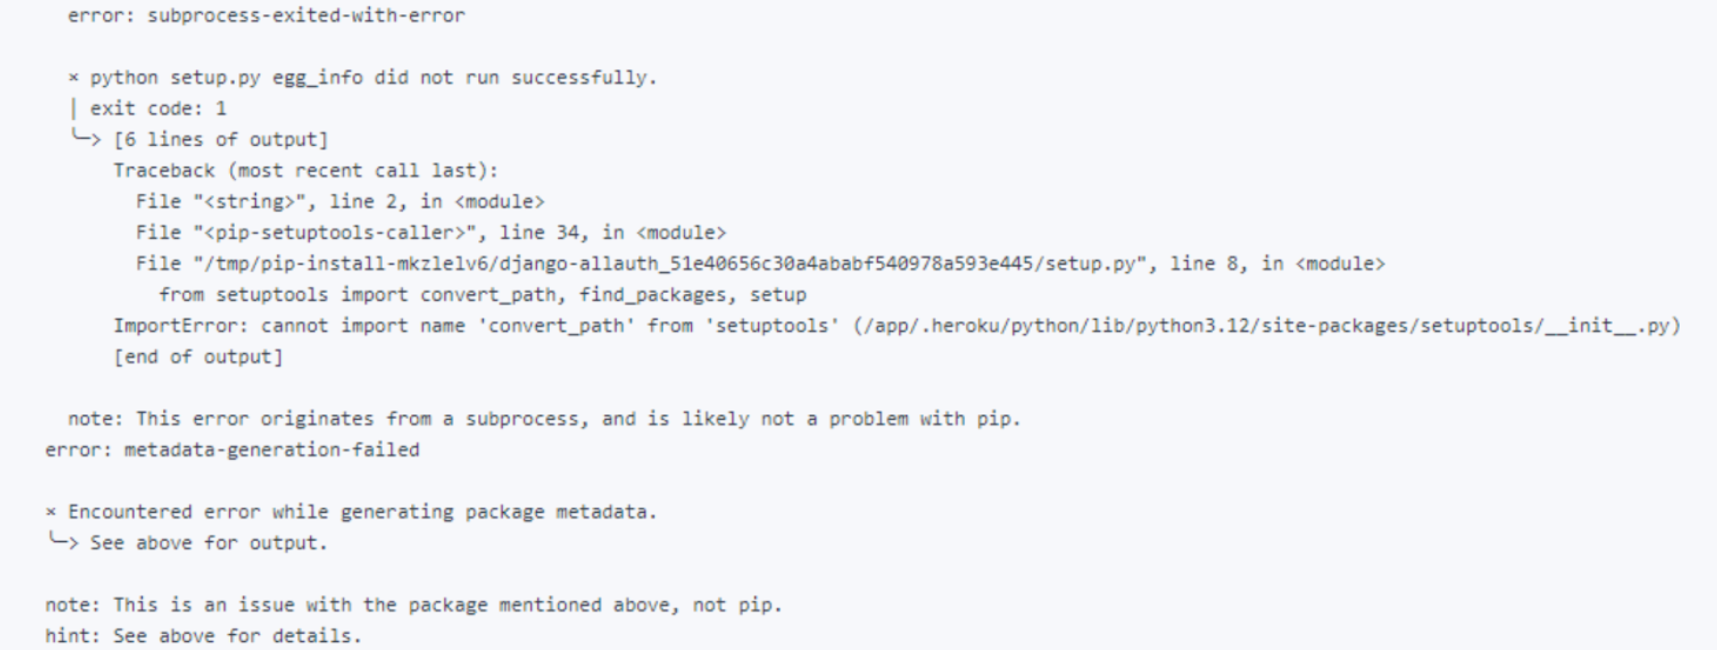 error: subprocess-exited-with-error
× python setup.py egg_info did not run successfully.
│ exit code: 1
╰─> [6 lines of output]
Traceback (most recent call last):
File "<string>", line 2, in <module>
File "<pip-setuptools-caller>", line 34, in <module>
File "/tmp/pip-install-mkzlelv6/django-allauth_51e40656c30a4ababf540978a593e445/setup.py", line 8, in <module>
from setuptools import convert_path, find_packages, setup
ImportError: cannot import name 'convert_path' from 'setuptools' (/app/.heroku/python/lib/python3.12/site-packages/setuptools/__init__.py)
[end of output]
note: This error originates from a subprocess, and is likely not a problem with pip.
error: metadata-generation-failed
× Encountered error while generating package metadata.
╰─> See above for output.
note: This is an issue with the package mentioned above, not pip.
hint: See above for details.